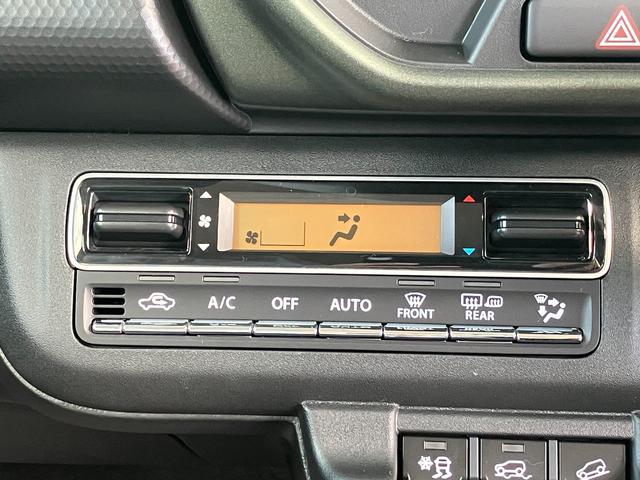 A/C OFF AUTO FRONT REAR